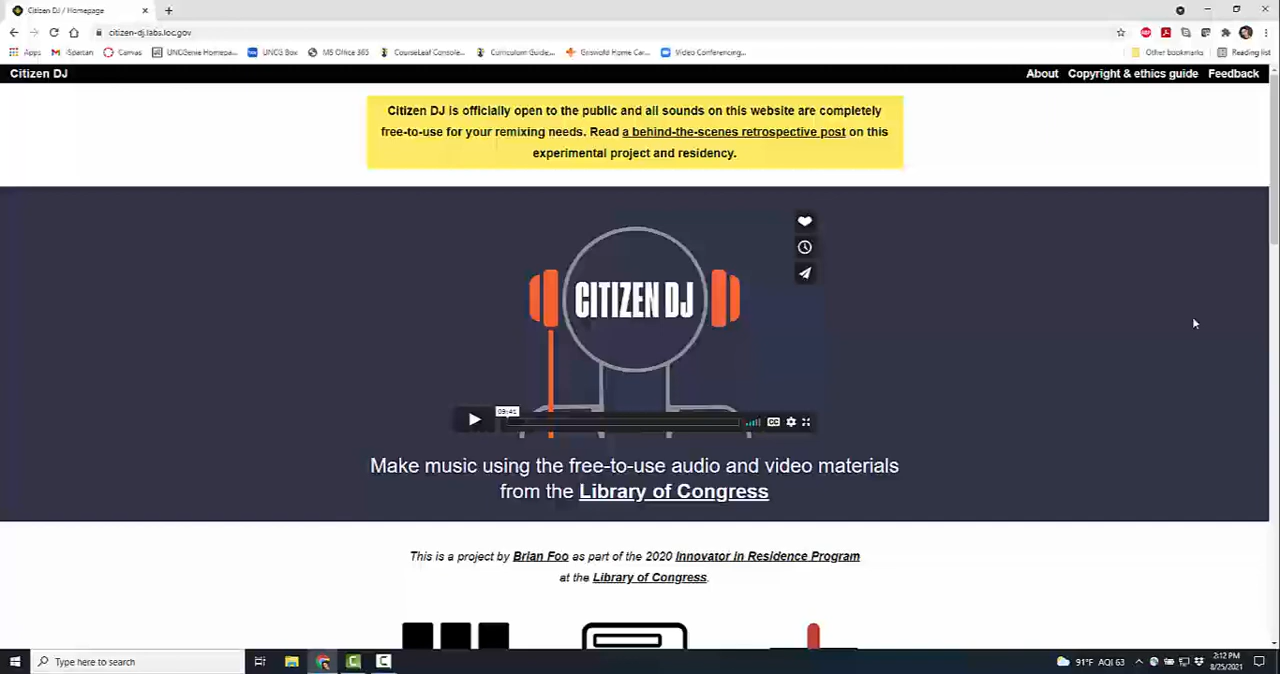 Citizen DJ / Homepage
citizen-dj.labs.loc.gov
Apps iSpartan Canvas UNCGenie Homepa... UNCG Box MS Office 365 CourseLeaf Console... Curriculum Guide,... Griswold Home Car... Video Conferencing... Other bookmarks Reading list
Citizen DJ About Copyright & ethics guide Feedback
Citizen DJ is officially open to the public and all sounds on this website are completely
free-to-use for your remixing needs. Read a behind-the-scenes retrospective post on this
experimental project and residency.
CITIZEN DJ
09:41
CC
Make music using the free-to-use audio and video materials
from the Library of Congress
This is a project by Brian Foo as part of the 2020 Innovator in Residence Program
at the Library of Congress.
Type here to search
91°F AQI 63
2:12 PM
8/25/2021